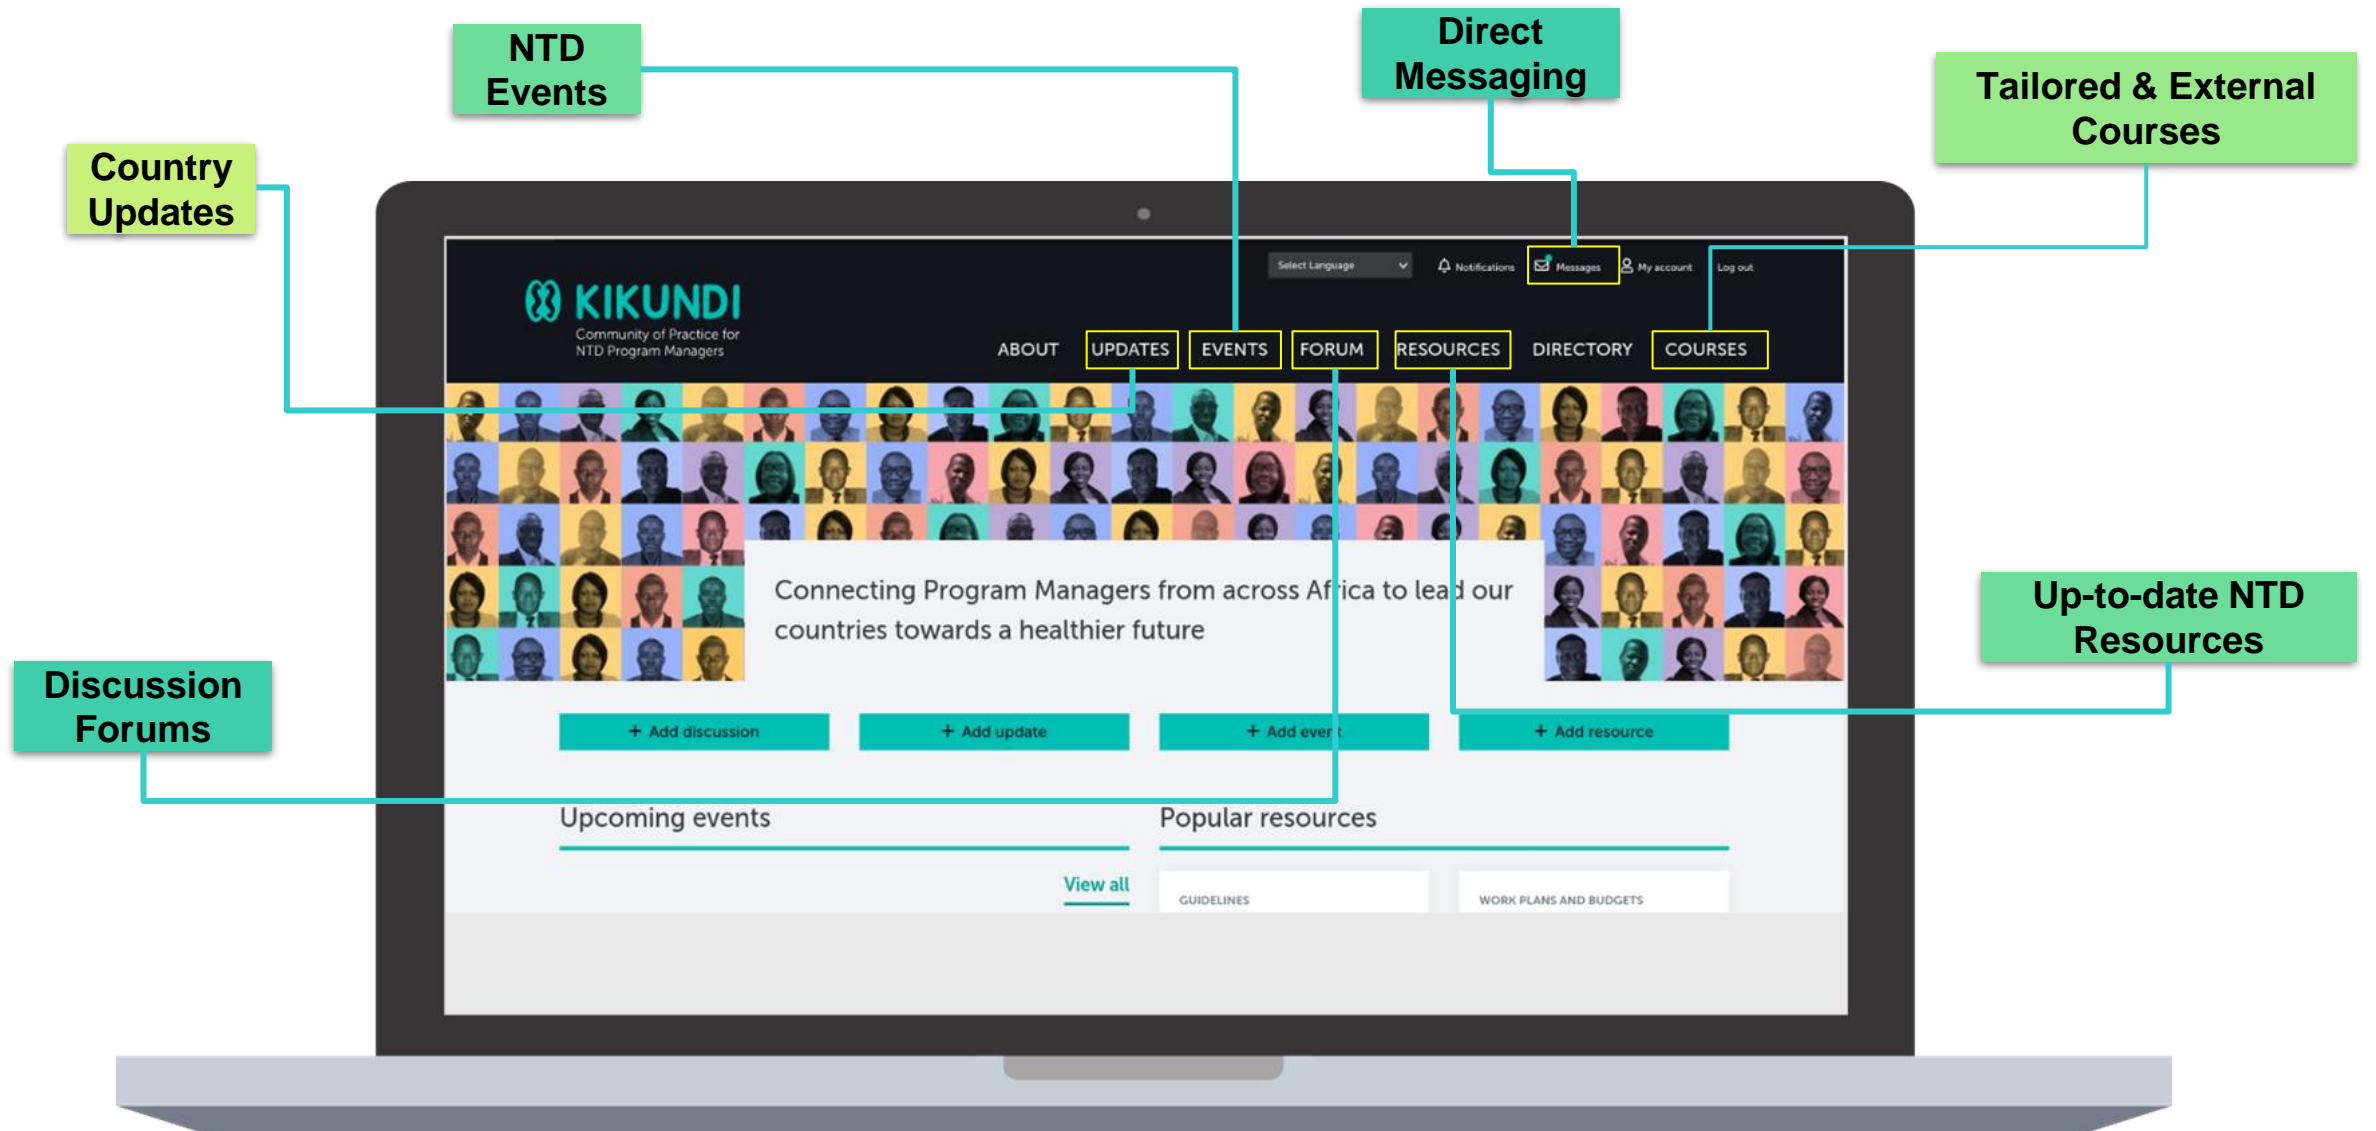 NTD
Events
Direct
Messaging
Tailored & External
Courses
Country
Updates
Select Language
Notifications
Messages
My account
Log out
KIKUNDI
Community of Practice for
NTD Program Managers
ABOUT UPDATES EVENTS FORUM RESOURCES DIRECTORY COURSES
Connecting Program Managers from across Africa to lead our
countries towards a healthier future
Up-to-date NTD
Resources
Discussion
Forums
+ Add discussion
+ Add update
+ Add event
+ Add resource
Upcoming events
Popular resources
View all
GUIDELINES
WORK PLANS AND BUDGETS